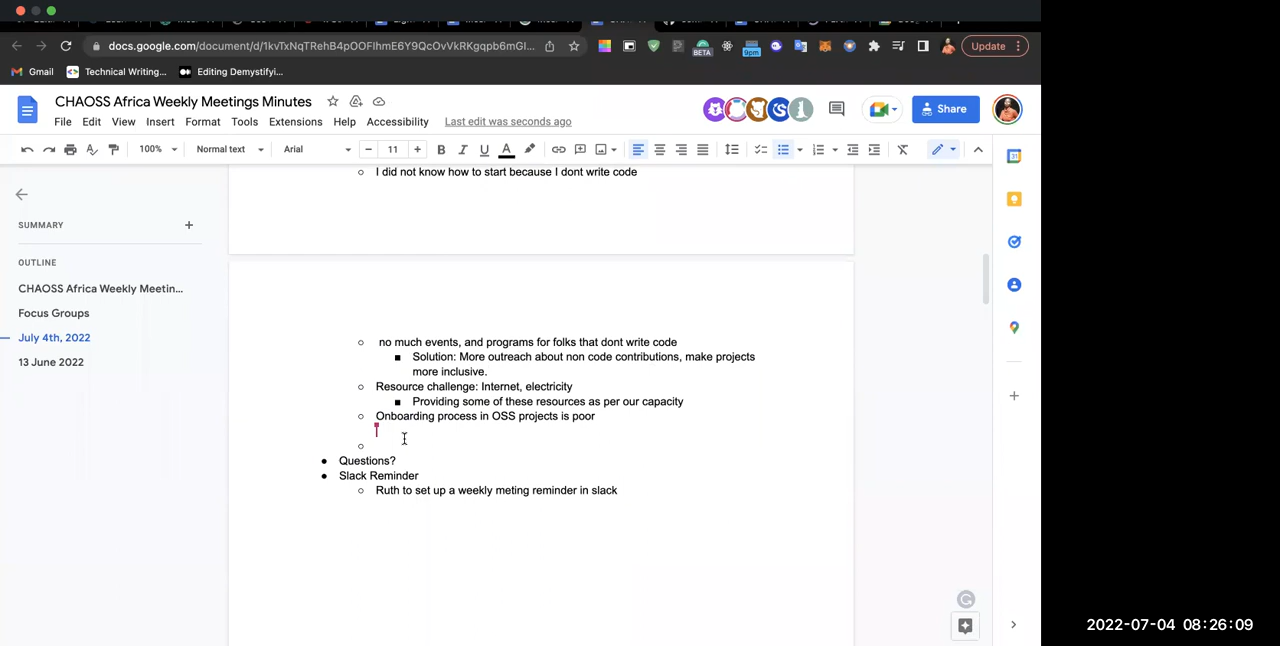 docs.google.com/document/d/1kvTxNqTRehB4pOOFIhmE6Y9QcOvVkRKgqpb6mGI...
BETA
9pm
Update
Gmail
Technical Writing...
Editing Demystifyi...
CHAOSS Africa Weekly Meetings Minutes
Share
File Edit View Insert Format Tools Extensions Help Accessibility Last edit was seconds ago
100% Normal text Arial 11 B I U A
I did not know how to start because I dont write code
SUMMARY
OUTLINE
CHAOSS Africa Weekly Meetin...
Focus Groups
July 4th, 2022
13 June 2022
no much events, and programs for folks that dont write code
Solution: More outreach about non code contributions, make projects
more inclusive.
Resource challenge: Internet, electricity
Providing some of these resources as per our capacity
Onboarding process in OSS projects is poor
Questions?
Slack Reminder
Ruth to set up a weekly meting reminder in slack
2022-07-04 08:26:09